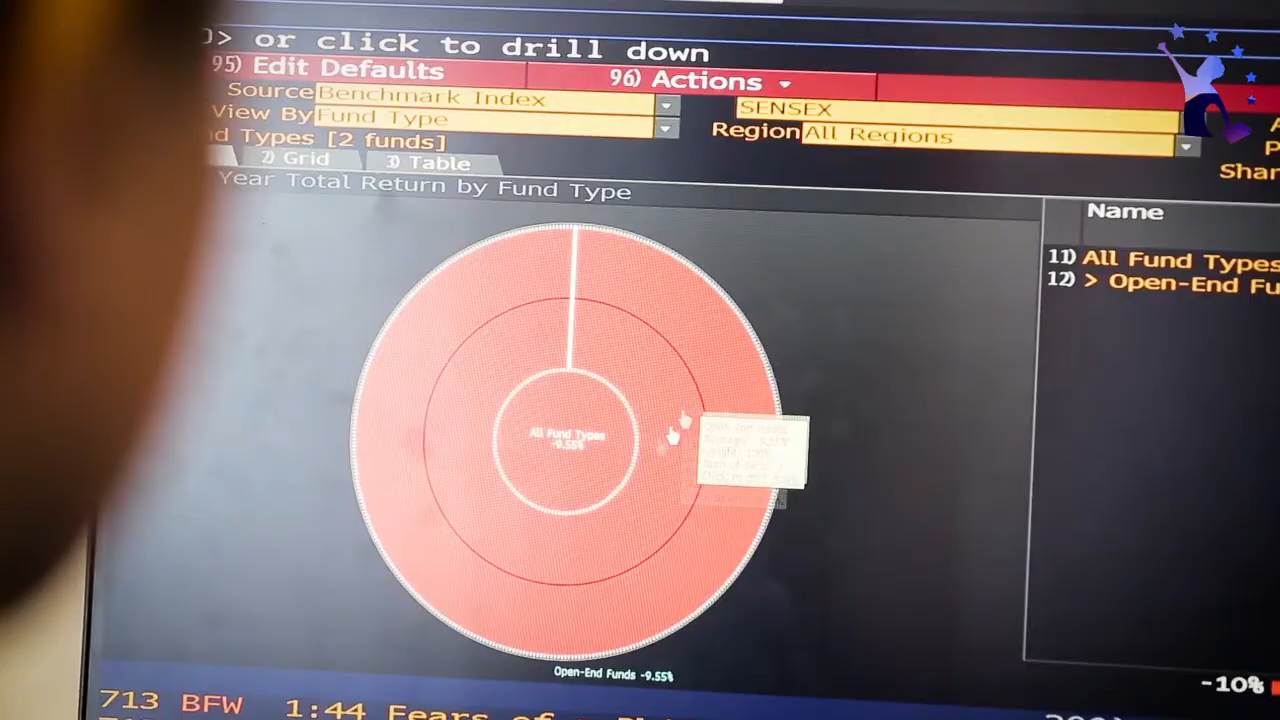 > or click to drill down
95) Edit Defaults
96) Actions
Source Benchmark Index
SENSEX
View By Fund Type
Region All Regions
d Types [2 funds]
2) Grid
3) Table
Shar
Year Total Return by Fund Type
Name
11) All Fund Types
12) > Open-End Fu
All Fund Types
-9.55%
Open-End Funds -9.55%
-10%
713 BFW 1:44 Fears of a